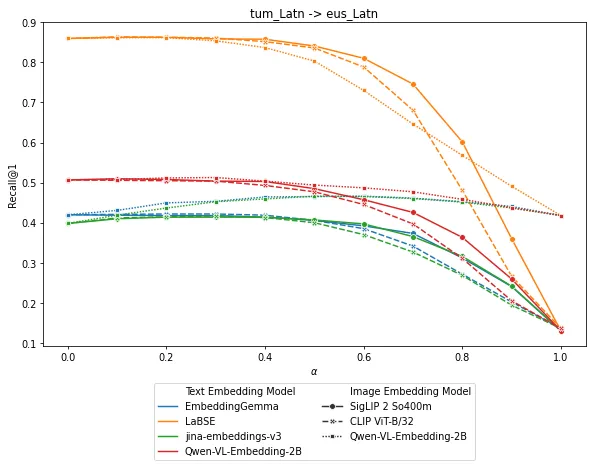 tum_Latn -> eus_Latn
0.9
0.8
0.7
0.6
0.5
0.4
0.3
0.2
0.1
Recall@1
0.0 0.2 0.4 0.6 0.8 1.0
α
Text Embedding Model
EmbeddingGemma
LaBSE
jina-embeddings-v3
Qwen-VL-Embedding-2B
Image Embedding Model
SigLIP 2 So400m
CLIP ViT-B/32
Qwen-VL-Embedding-2B